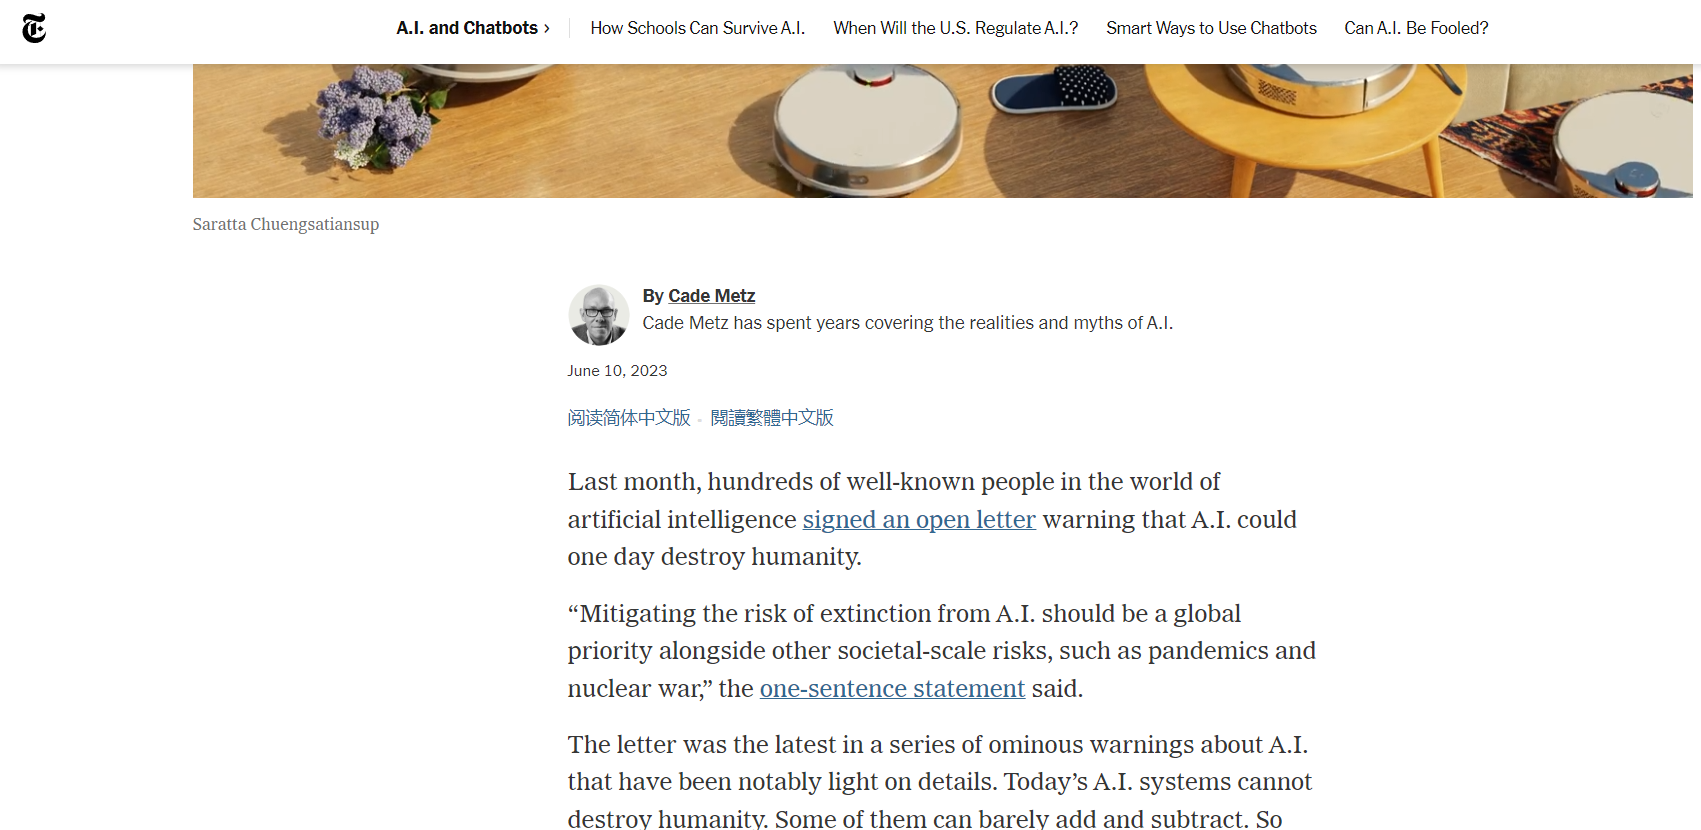 A.I. and Chatbots › How Schools Can Survive A.I. When Will the U.S. Regulate A.I.? Smart Ways to Use Chatbots Can A.I. Be Fooled?
Saratta Chuengsatiansup
By Cade Metz
Cade Metz has spent years covering the realities and myths of A.I.
June 10, 2023
阅读简体中文版 · 閱讀繁體中文版
Last month, hundreds of well-known people in the world of
artificial intelligence signed an open letter warning that A.I. could
one day destroy humanity.
“Mitigating the risk of extinction from A.I. should be a global
priority alongside other societal-scale risks, such as pandemics and
nuclear war,” the one-sentence statement said.
The letter was the latest in a series of ominous warnings about A.I.
that have been notably light on details. Today’s A.I. systems cannot
destroy humanity. Some of them can barely add and subtract. So